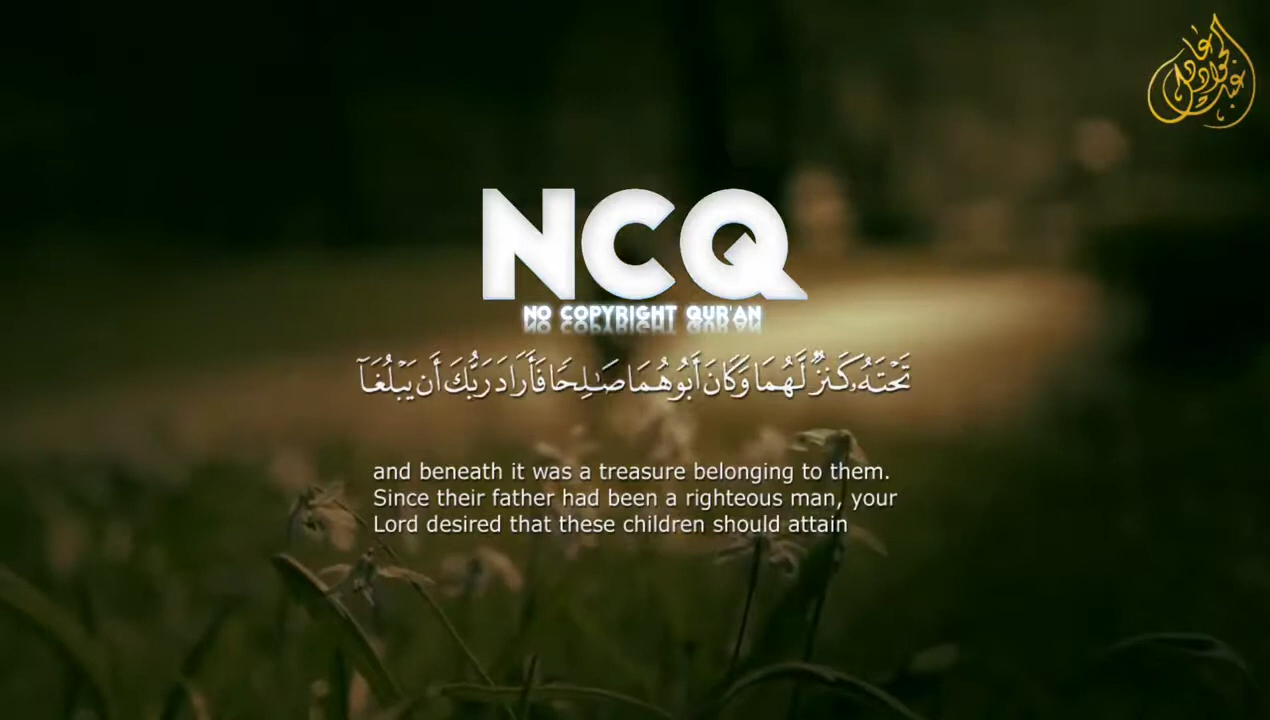 NCQ
NO COPYRIGHT QUR'AN
تَحْتَهُۥ كَنزٌ لَّهُمَا وَكَانَ أَبُوهُمَا صَـٰلِحًا فَأَرَادَ رَبُّكَ أَن يَبْلُغَآ
and beneath it was a treasure belonging to them.
Since their father had been a righteous man, your
Lord desired that these children should attain